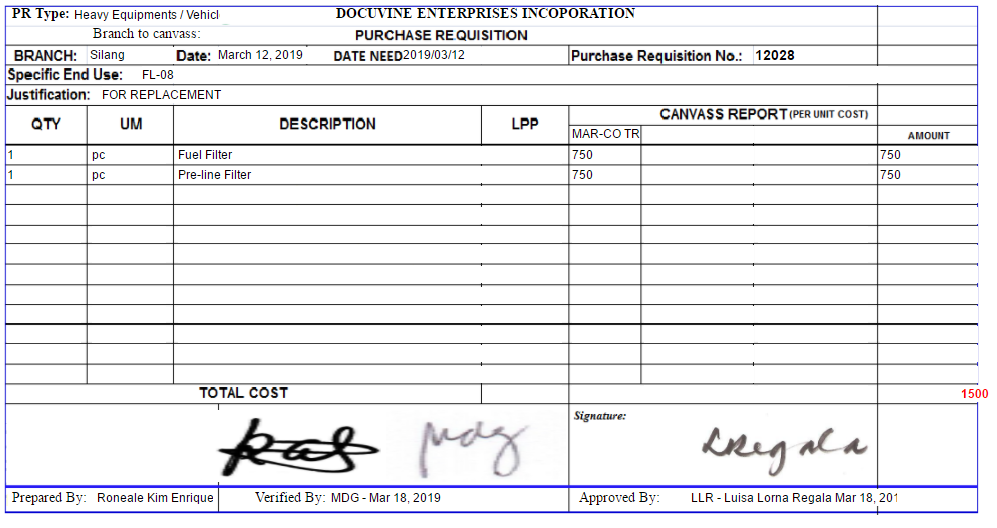 PR Type: Heavy Equipments / Vehicl DOCUVINE ENTERPRISES INCOPORATION
Branch to canvass: PURCHASE REQUISITION
BRANCH: Silang Date: March 12, 2019 DATE NEED 2019/03/12 Purchase Requisition No.: 12028
Specific End Use: FL-08
Justification: FOR REPLACEMENT
QTY UM DESCRIPTION LPP CANVASS REPORT (PER UNIT COST)
MAR-CO TR AMOUNT
1 pc Fuel Filter 750 750
1 pc Pre-line Filter 750 750
TOTAL COST 1500
Signature:
Mdg LRegala
Prepared By: Roneale Kim Enrique Verified By: MDG - Mar 18, 2019 Approved By: LLR - Luisa Lorna Regala Mar 18, 201